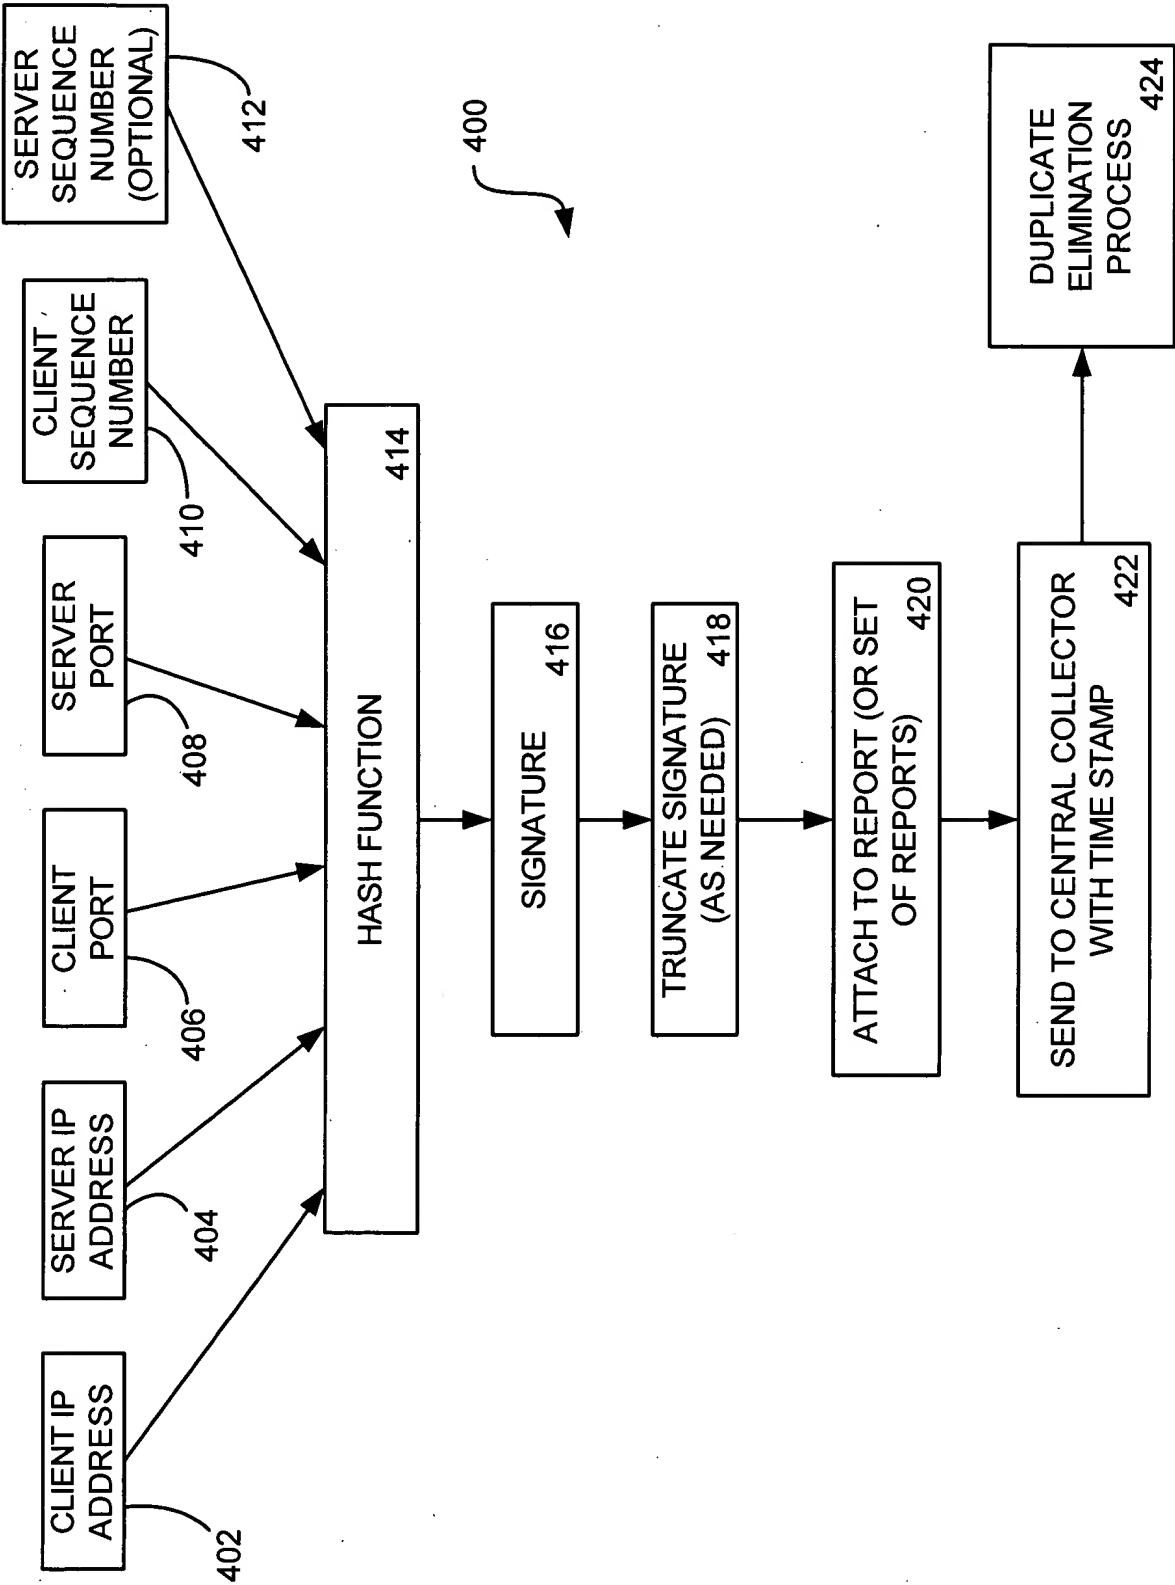 CLIENT IP
ADDRESS
402
SERVER IP
ADDRESS
404
CLIENT
PORT
406
SERVER
PORT
408
CLIENT
SEQUENCE
NUMBER
410
SERVER
SEQUENCE
NUMBER
(OPTIONAL)
412
HASH FUNCTION
414
400
SIGNATURE
416
TRUNCATE SIGNATURE
(AS NEEDED)
418
ATTACH TO REPORT (OR SET
OF REPORTS)
420
SEND TO CENTRAL COLLECTOR
WITH TIME STAMP
422
DUPLICATE
ELIMINATION
PROCESS
424